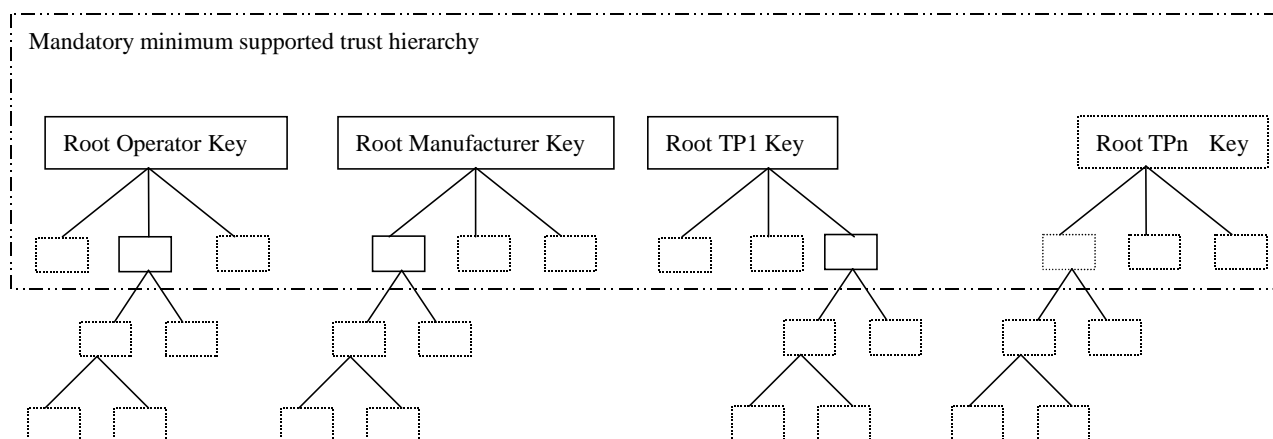 Mandatory minimum supported trust hierarchy
Root Operator Key
Root Manufacturer Key
Root TP1 Key
Root TPn Key